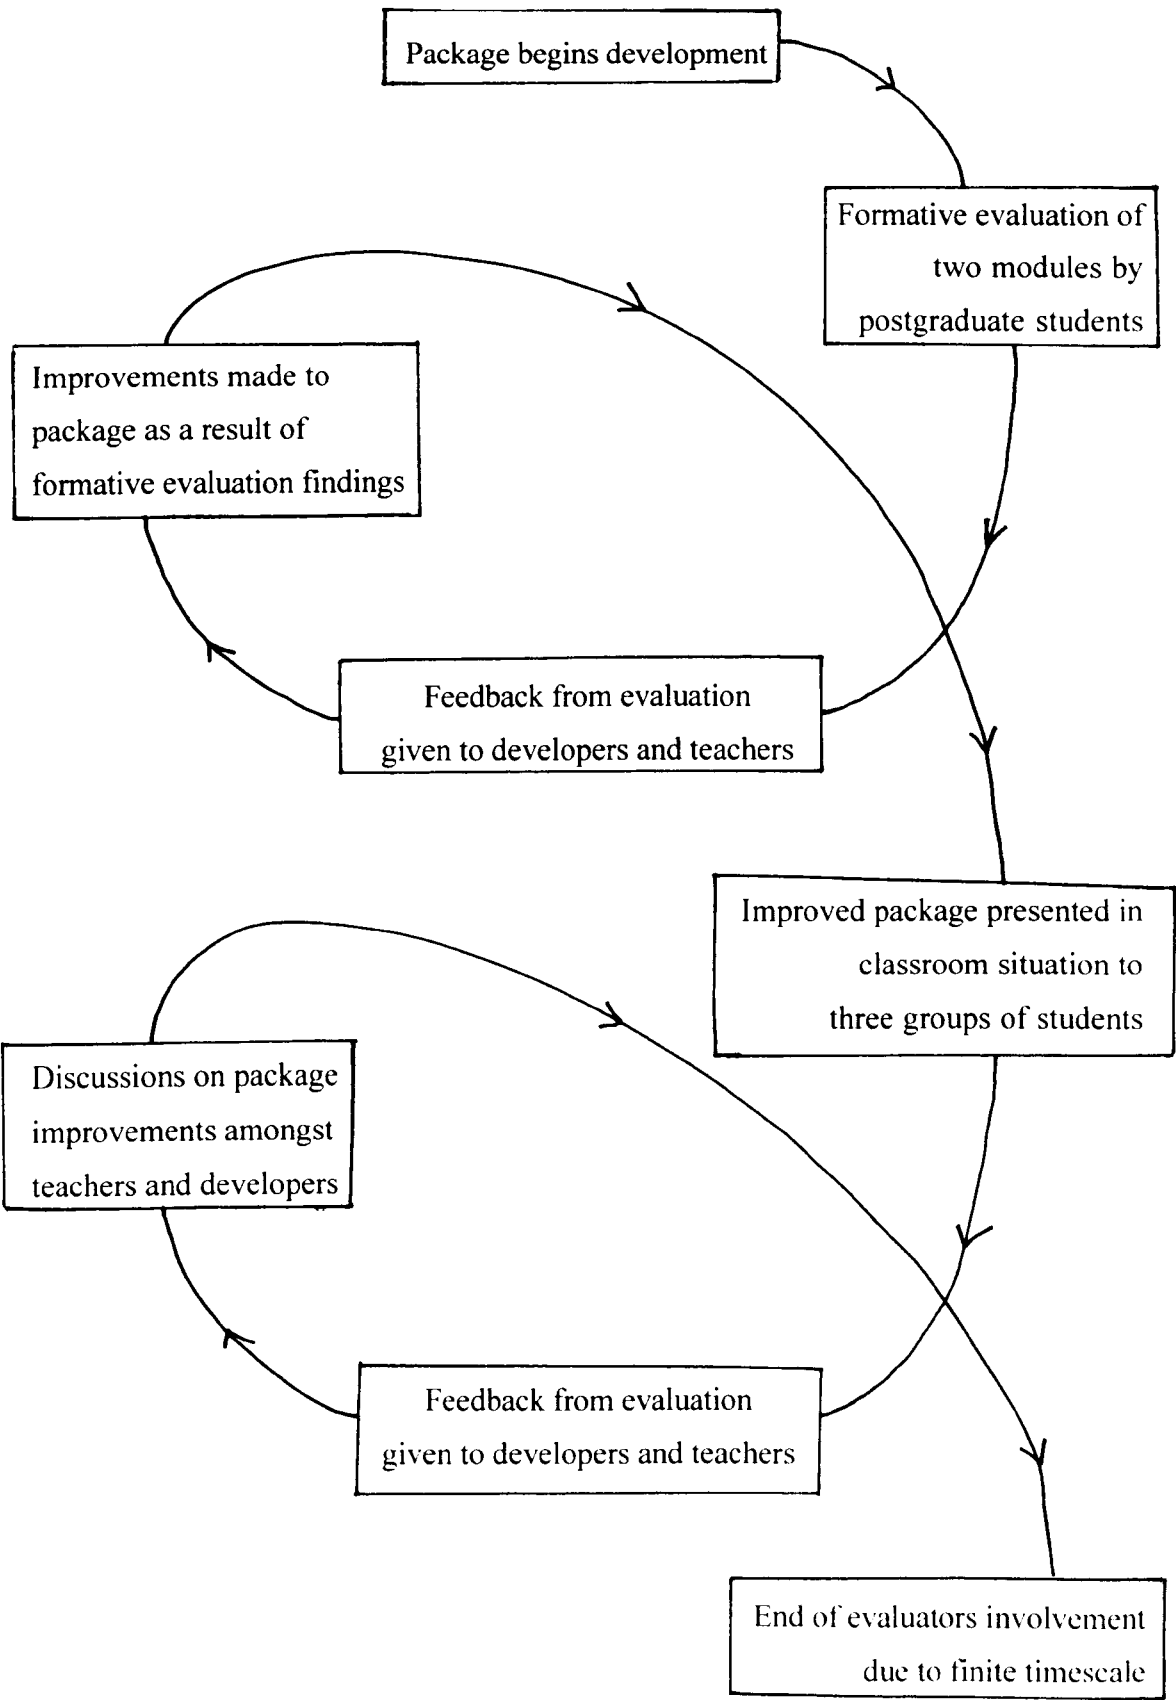 Package begins development
Formative evaluation of
two modules by
postgraduate students
Improvements made to
package as a result of
formative evaluation findings
Feedback from evaluation
given to developers and teachers
Improved package presented in
classroom situation to
three groups of students
Discussions on package
improvements amongst
teachers and developers
Feedback from evaluation
given to developers and teachers
End of evaluators involvement
due to finite timescale